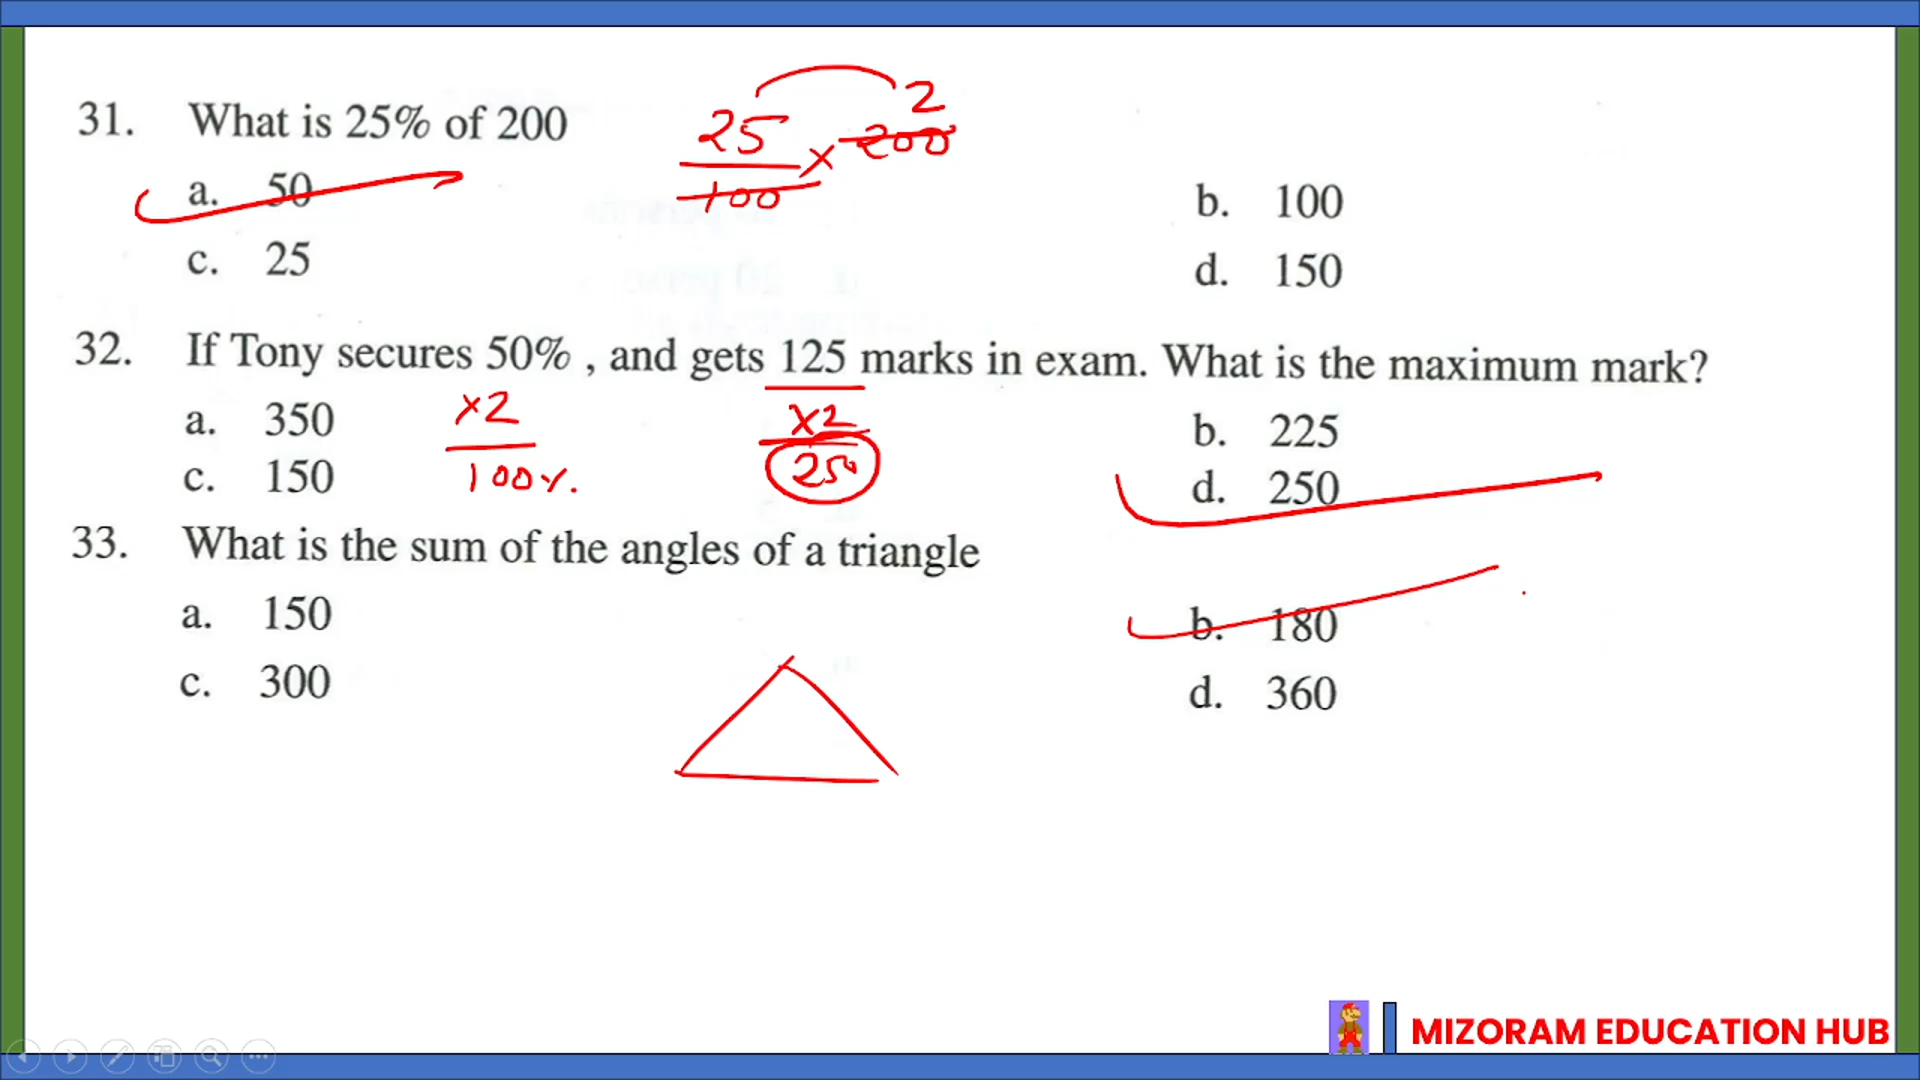 31. What is 25% of 200
25/100 × 200 2
a. 50
b. 100
c. 25
d. 150
32. If Tony secures 50% , and gets 125 marks in exam. What is the maximum mark?
×2
100%
×2
250
a. 350
b. 225
c. 150
d. 250
33. What is the sum of the angles of a triangle
a. 150
b. 180
c. 300
d. 360
MIZORAM EDUCATION HUB